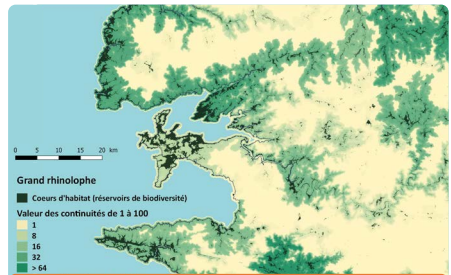 0 5 10 15 20 km
Grand rhinolophe
Coeurs d'habitat (réservoirs de biodiversité)
Valeur des continuités de 1 à 100
1
8
16
32
> 64